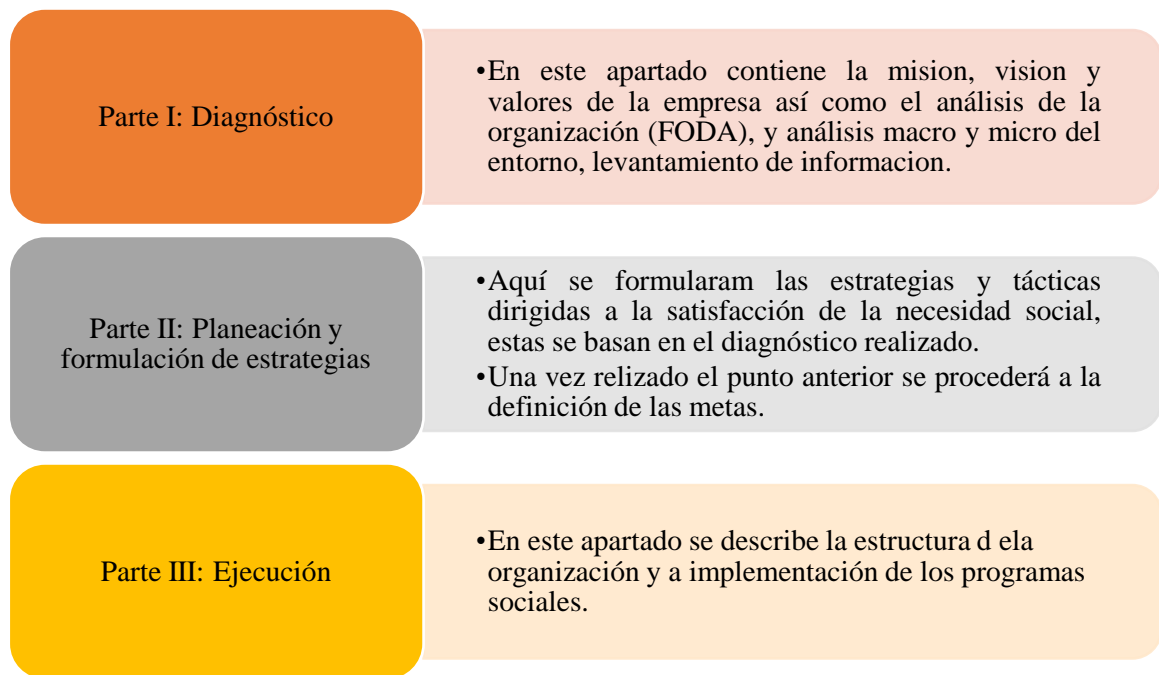 Parte I: Diagnóstico
•En este apartado contiene la mision, vision y
valores de la empresa así como el análisis de la
organización (FODA), y análisis macro y micro del
entorno, levantamiento de informacion.
Parte II: Planeación y
formulación de estrategias
•Aquí se formularam las estrategias y tácticas
dirigidas a la satisfacción de la necesidad social,
estas se basan en el diagnóstico realizado.
•Una vez relizado el punto anterior se procederá a la
definición de las metas.
Parte III: Ejecución
•En este apartado se describe la estructura d ela
organización y a implementación de los programas
sociales.